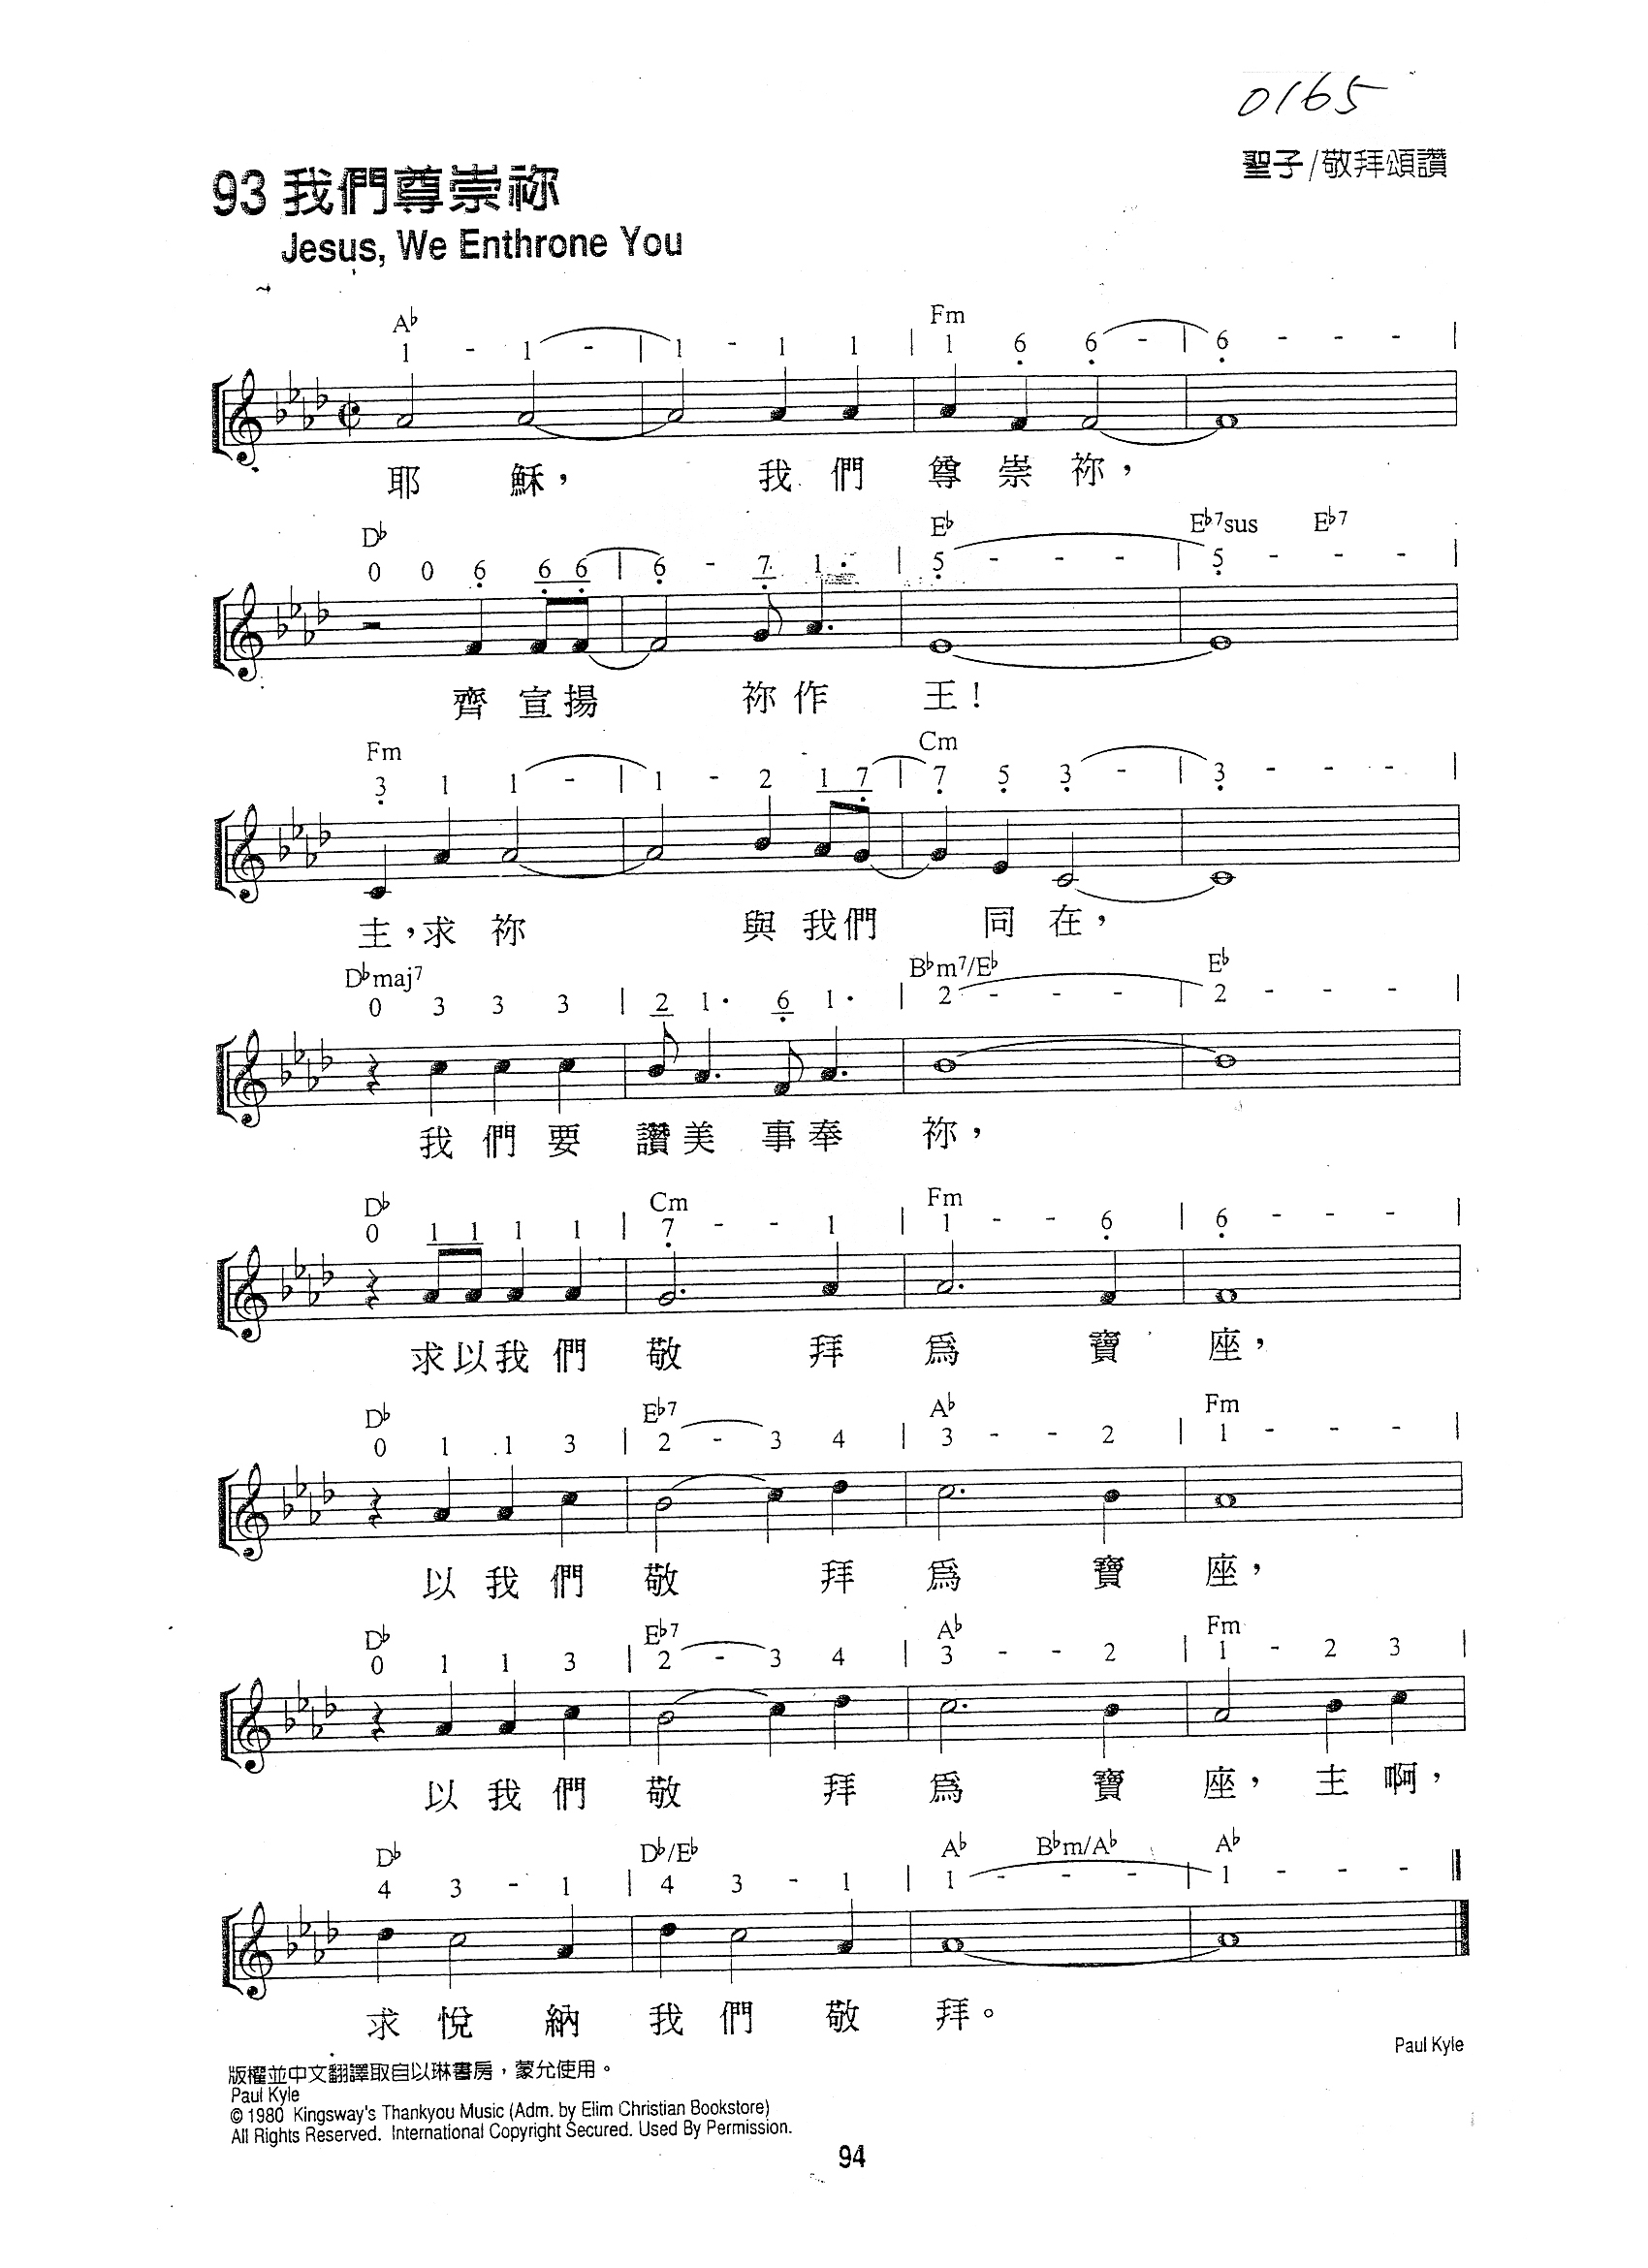 0165
聖子/敬拜頌讚
93 我們尊崇祢
Jesus, We Enthrone You
A♭ Fm
1 - 1 - | 1 - 1 1 | 1 6̣ 6̣ - | 6̣ - - - |
耶 穌， 我 們 尊 崇 祢，
D♭ E♭ E♭7sus E♭7
0 0 6̣ 6̣ 6̣ | 6̣ - 7̣ 1· | 5̣ - - - | 5̣ - - - |
齊 宣 揚 祢 作 王！
Fm Cm
3̣ 1 1 - | 1 - 2 1 7̣ | 7̣ 5̣ 3̣ - | 3̣ - - - |
主，求 祢 與 我 們 同 在，
D♭maj7 B♭m7/E♭ E♭
0 3 3 3 | 2 1· 6̣ 1· | 2 - - - | 2 - - - |
我 們 要 讚 美 事 奉 祢，
D♭ Cm Fm
0 1 1 1 1 | 7̣ - - 1 | 1 - - 6̣ | 6̣ - - - |
求 以 我 們 敬 拜 為 寶 座，
D♭ E♭7 A♭ Fm
0 1 1 3 | 2 - 3 4 | 3 - - 2 | 1 - - - |
以 我 們 敬 拜 為 寶 座，
D♭ E♭7 A♭ Fm
0 1 1 3 | 2 - 3 4 | 3 - - 2 | 1 - 2 3 |
以 我 們 敬 拜 為 寶 座，主 啊，
D♭ D♭/E♭ A♭ B♭m/A♭ A♭
4 3 - 1 | 4 3 - 1 | 1 - - - | 1 - - - ‖
求 悅 納 我 們 敬 拜。
Paul Kyle
版權並中文翻譯取自以琳書房，蒙允使用。
Paul Kyle
© 1980 Kingsway's Thankyou Music (Adm. by Elim Christian Bookstore)
All Rights Reserved. International Copyright Secured. Used By Permission.
94